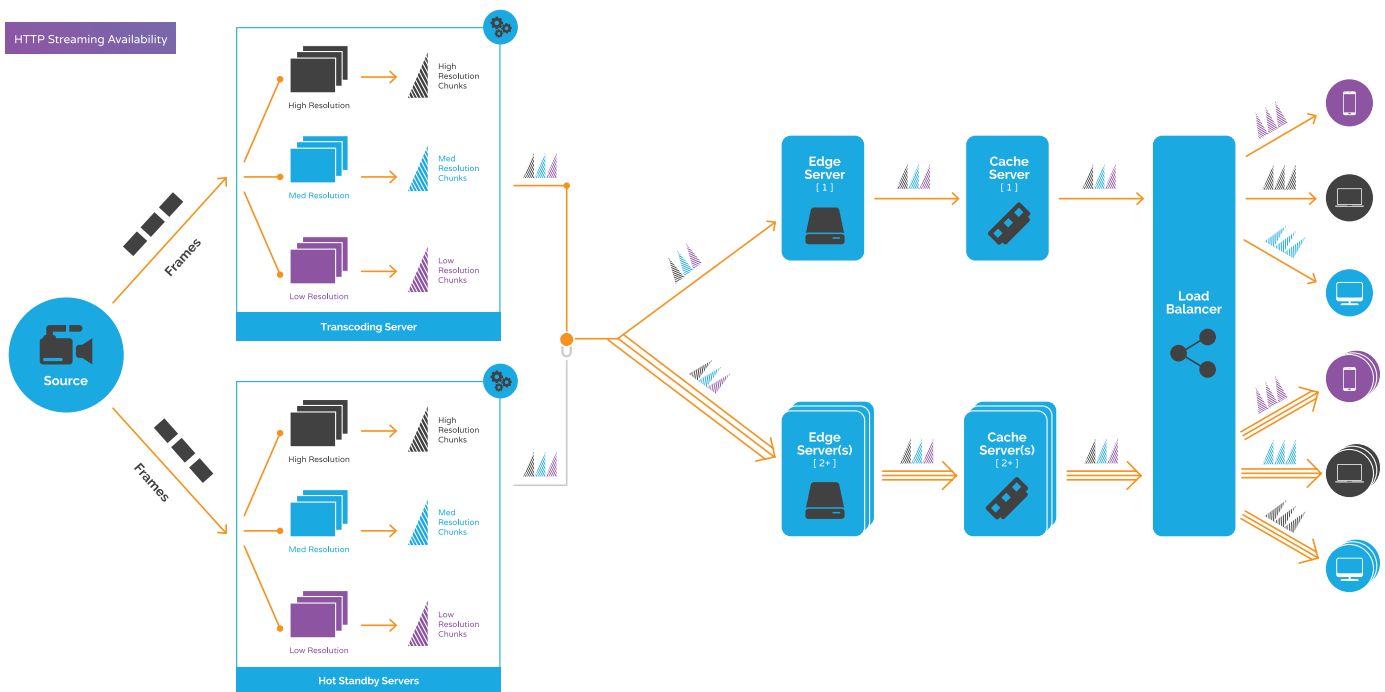 HTTP Streaming Availability
High Resolution
High
Resolution
Chunks
Med Resolution
Med
Resolution
Chunks
Low Resolution
Low
Resolution
Chunks
Transcoding Server
Frames
Source
Frames
High Resolution
High
Resolution
Chunks
Med Resolution
Med
Resolution
Chunks
Low Resolution
Low
Resolution
Chunks
Hot Standby Servers
Edge
Server
[ 1 ]
Cache
Server
[ 1 ]
Edge
Server(s)
[ 2+ ]
Cache
Server(s)
[ 2+ ]
Load
Balancer